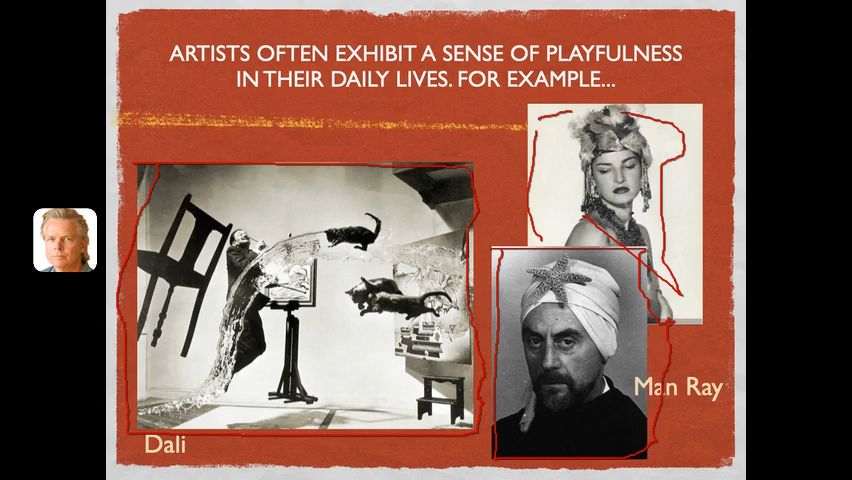 ARTISTS OFTEN EXHIBIT A SENSE OF PLAYFULNESS
IN THEIR DAILY LIVES. FOR EXAMPLE...
Man Ray
Dali